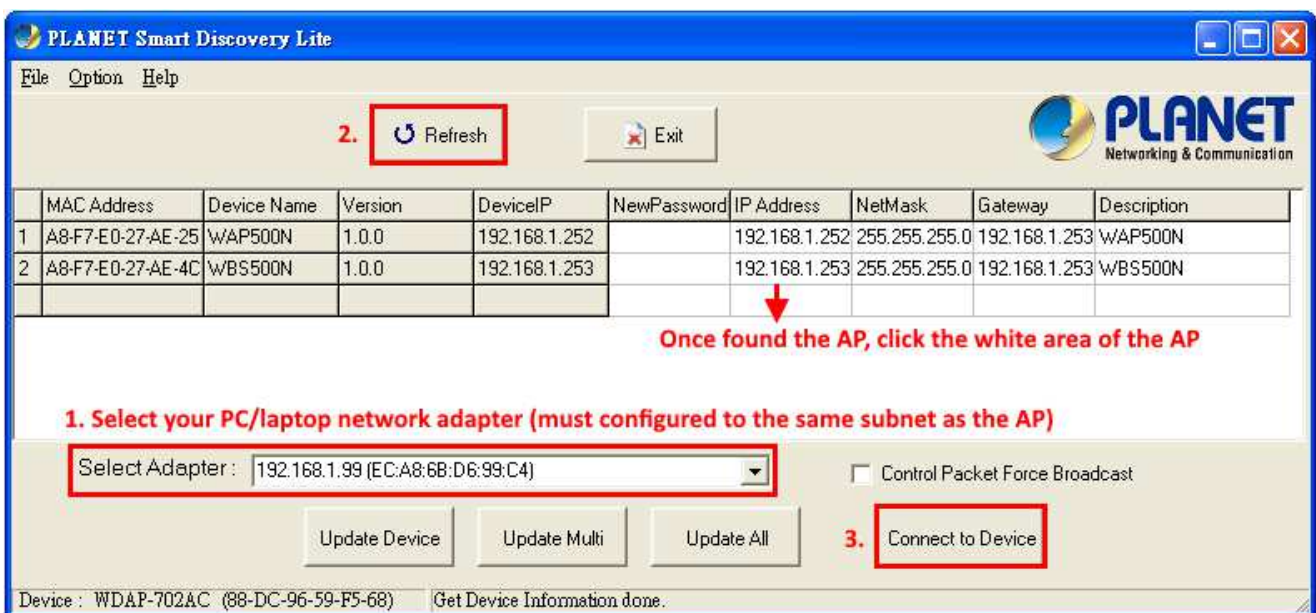 PLANET Smart Discovery Lite
File Option Help
2. Refresh Exit
PLANET
Networking & Communication
MAC Address Device Name Version DeviceIP NewPassword IP Address NetMask Gateway Description
1 A8-F7-E0-27-AE-25 WAP500N 1.0.0 192.168.1.252 192.168.1.252 255.255.255.0 192.168.1.253 WAP500N
2 A8-F7-E0-27-AE-4C WBS500N 1.0.0 192.168.1.253 192.168.1.253 255.255.255.0 192.168.1.253 WBS500N
Once found the AP, click the white area of the AP
1. Select your PC/laptop network adapter (must configured to the same subnet as the AP)
Select Adapter : 192.168.1.99 (EC:A8:6B:D6:99:C4) Control Packet Force Broadcast
Update Device Update Multi Update All 3. Connect to Device
Device : WDAP-702AC (88-DC-96-59-F5-68) Get Device Information done.